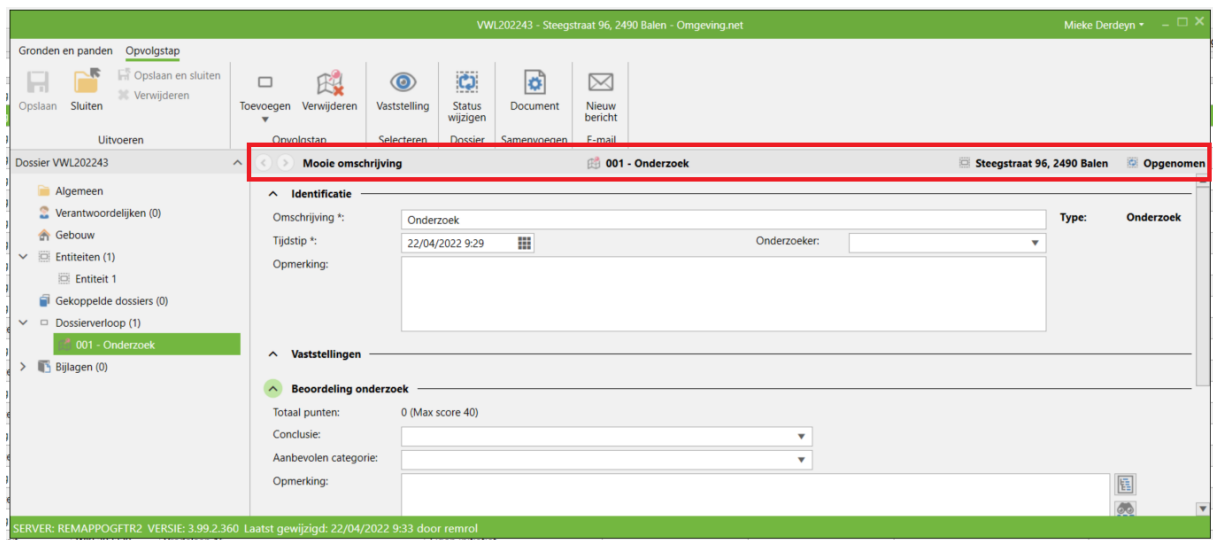 VWL202243 - Steegstraat 96, 2490 Balen - Omgeving.net
Mieke Derdeyn
Gronden en panden Opvolgstap
Opslaan
Sluiten
Opslaan en sluiten
Verwijderen
Toevoegen Verwijderen
Vaststelling
Status wijzigen
Document
Nieuw bericht
Uitvoeren Opvolgstap Selecteren Dossier Samenvoegen E-mail
Dossier VWL202243
Mooie omschrijving 001 - Onderzoek Steegstraat 96, 2490 Balen Opgenomen
Algemeen
Verantwoordelijken (0)
Gebouw
Entiteiten (1)
Entiteit 1
Gekoppelde dossiers (0)
Dossierverloop (1)
001 - Onderzoek
Bijlagen (0)
Identificatie
Omschrijving *: Onderzoek Type: Onderzoek
Tijdstip *: 22/04/2022 9:29 Onderzoeker:
Opmerking:
Vaststellingen
Beoordeling onderzoek
Totaal punten: 0 (Max score 40)
Conclusie:
Aanbevolen categorie:
Opmerking:
SERVER: REMAPPOGFTR2 VERSIE: 3.99.2.360 Laatst gewijzigd: 22/04/2022 9:33 door remrol